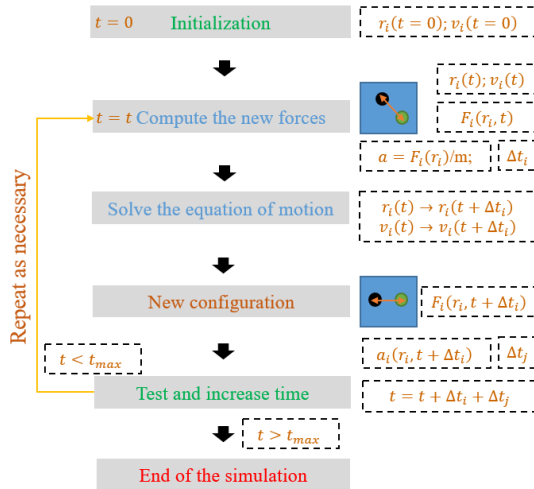 t = 0 Initialization
r_i(t = 0); v_i(t = 0)
r_i(t); v_i(t)
t = t Compute the new forces
F_i(r_i, t)
a = F_i(r_i)/m;
Δt_i
Solve the equation of motion
r_i(t) → r_i(t + Δt_i)
v_i(t) → v_i(t + Δt_i)
New configuration
F_i(r_i, t + Δt_i)
Repeat as necessary
t < t_max
a_i(r_i, t + Δt_i)
Δt_j
Test and increase time
t = t + Δt_i + Δt_j
t > t_max
End of the simulation